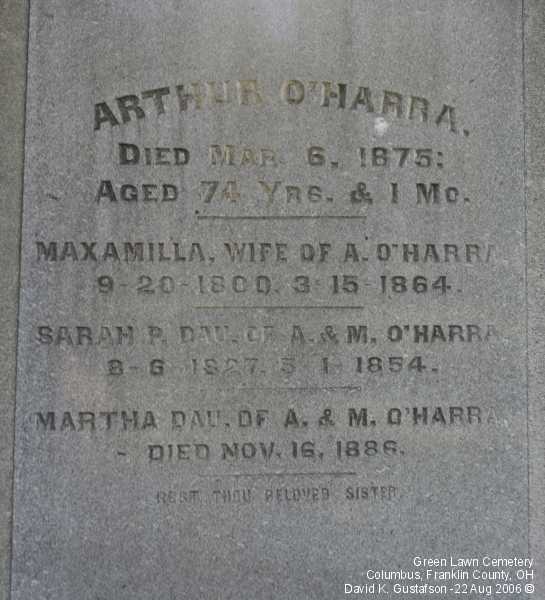 ARTHUR O'HARRA.
DIED MAR. 6, 1875:
AGED 74 YRS. & 1 MO.
MAXAMILLA, WIFE OF A. O'HARRA
9-20-1800. 3-15-1864.
SARAH P. DAU. OF A. & M. O'HARRA
8-6-1827. 5-1-1854.
MARTHA DAU. OF A. & M. O'HARRA
- DIED NOV. 16, 1886.
REST THOU BELOVED SISTER.
Green Lawn Cemetery
Columbus, Franklin County, OH
David K. Gustafson -22 Aug 2006 ©